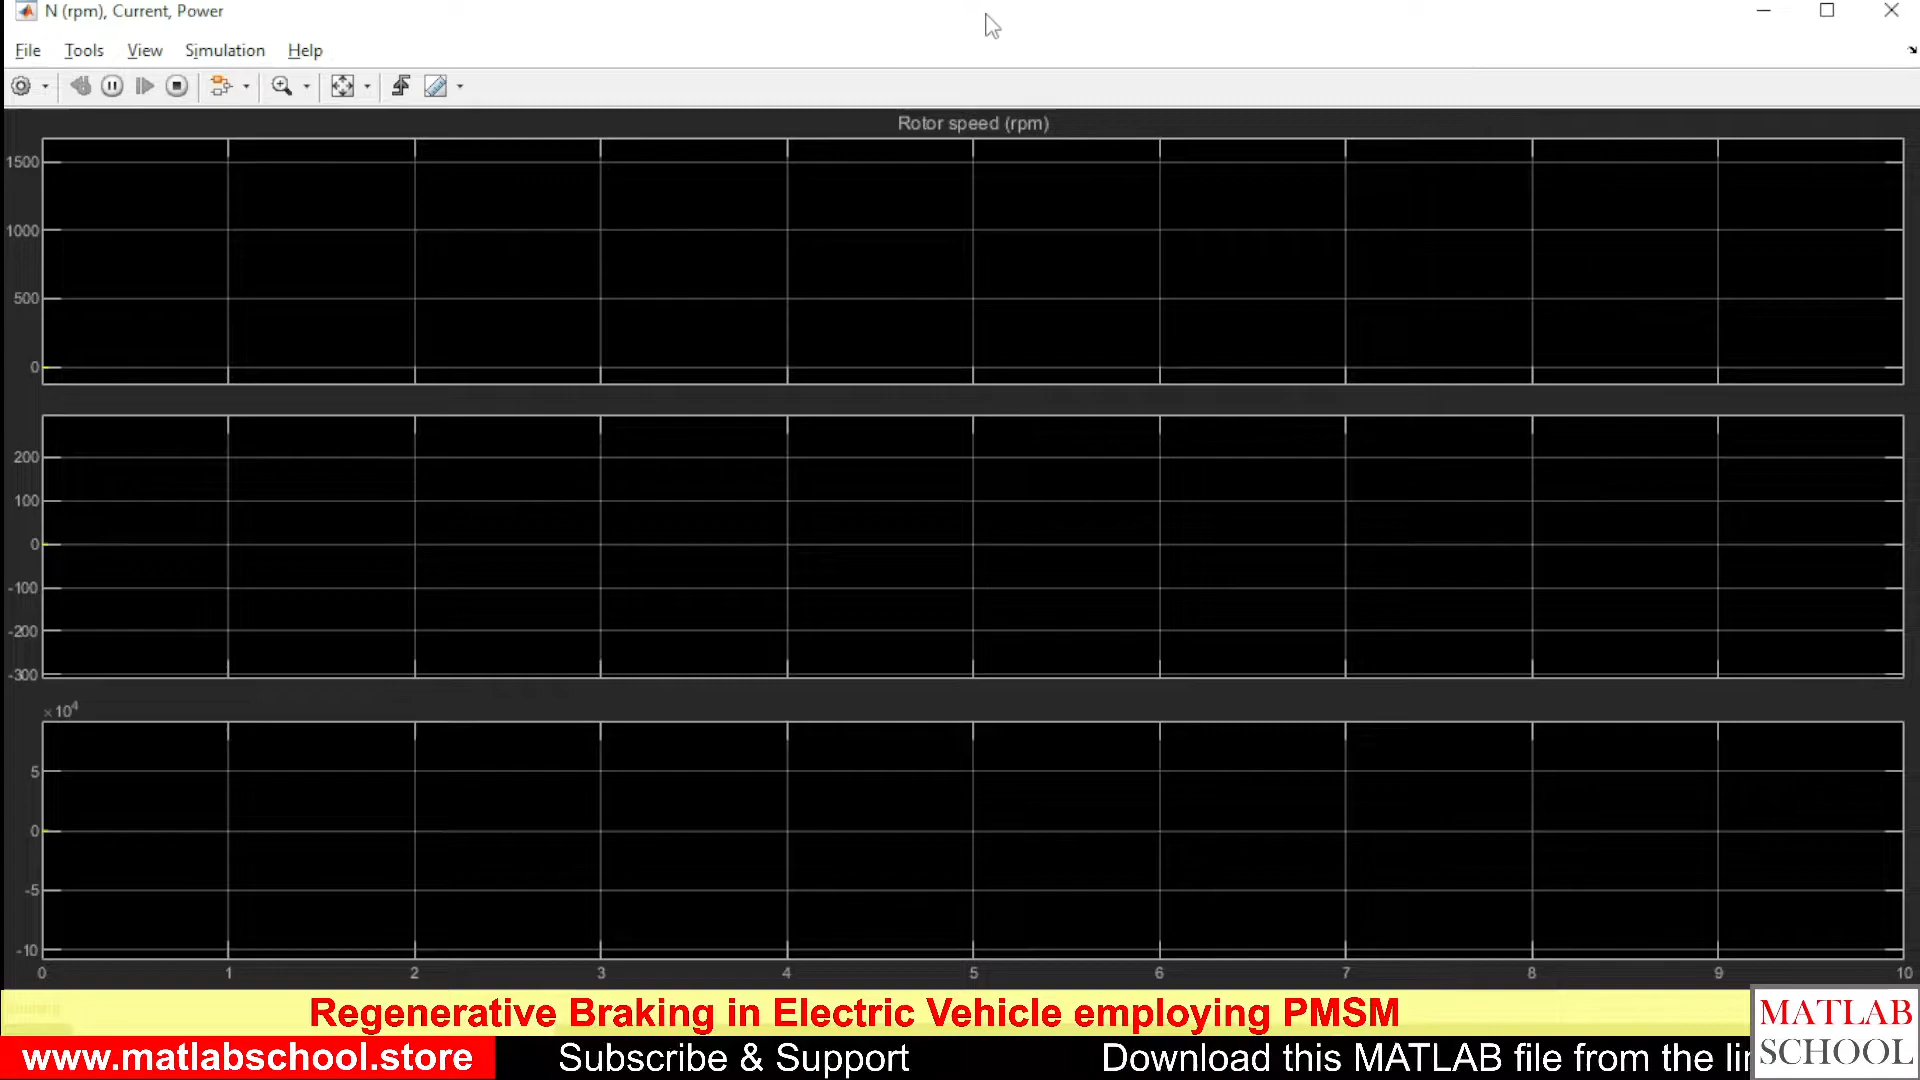 N (rpm), Current, Power
File Tools View Simulation Help
Rotor speed (rpm)
1500
1000
500
0
200
100
0
-100
-200
-300
×10⁴
5
0
-5
-10
0 1 2 3 4 5 6 7 8 9 10
Regenerative Braking in Electric Vehicle employing PMSM
MATLAB
SCHOOL
www.matlabschool.store Subscribe & Support Download this MATLAB file from the li